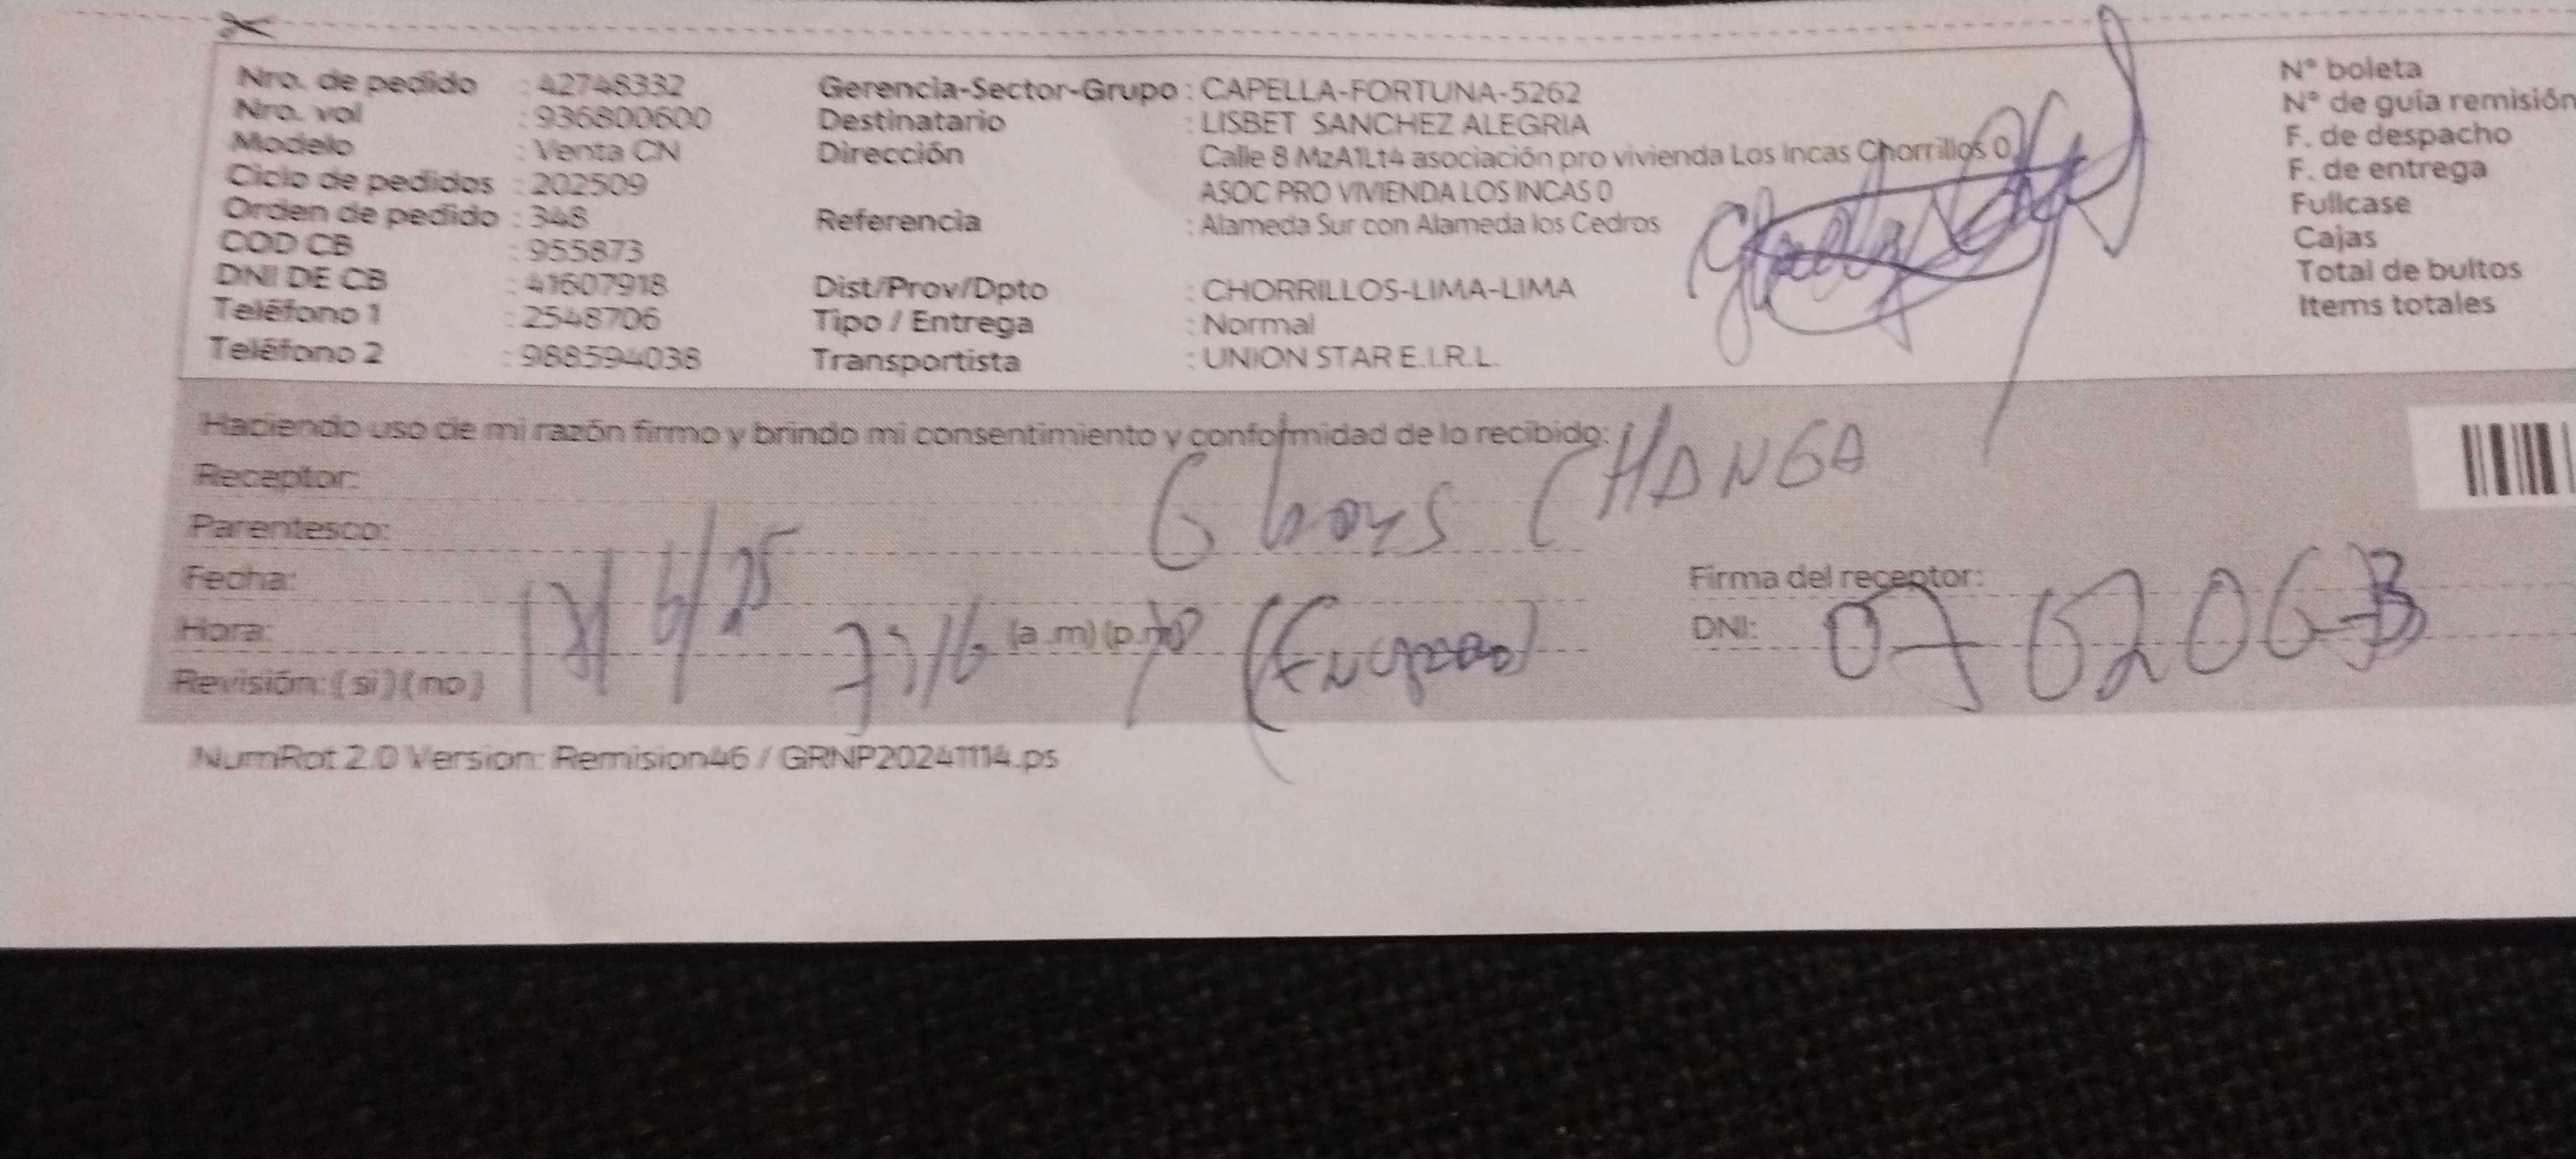 Nro. de pedido : 42748332
Nro. vol : 936800600
Modelo : Venta CN
Ciclo de pedidos : 202509
Orden de pedido : 348
COD CB : 955873
DNI DE CB : 41607918
Teléfono 1 : 2548706
Teléfono 2 : 988594038
Gerencia-Sector-Grupo : CAPELLA-FORTUNA-5262
Destinatario : LISBET SANCHEZ ALEGRIA
Dirección : Calle 8 MzA1Lt4 asociación pro vivienda Los Incas Chorrillos 0
ASOC PRO VIVIENDA LOS INCAS 0
Referencia : Alameda Sur con Alameda los Cedros
Dist/Prov/Dpto : CHORRILLOS-LIMA-LIMA
Tipo / Entrega : Normal
Transportista : UNION STAR E.I.R.L.
N° boleta
N° de guía remisión
F. de despacho
F. de entrega
Fullcase
Cajas
Total de bultos
Items totales
Haciendo uso de mi razón firmo y brindo mi consentimiento y conformidad de lo recibido:
Receptor: CHANGA
Parentesco:
Fecha: 17/6/25
Hora: 7:16 (a.m) (p.m)
Revisión: (si) (no)
Firma del receptor:
DNI:
NumRot 2.0 Version: Remision46 / GRNP20241114.ps